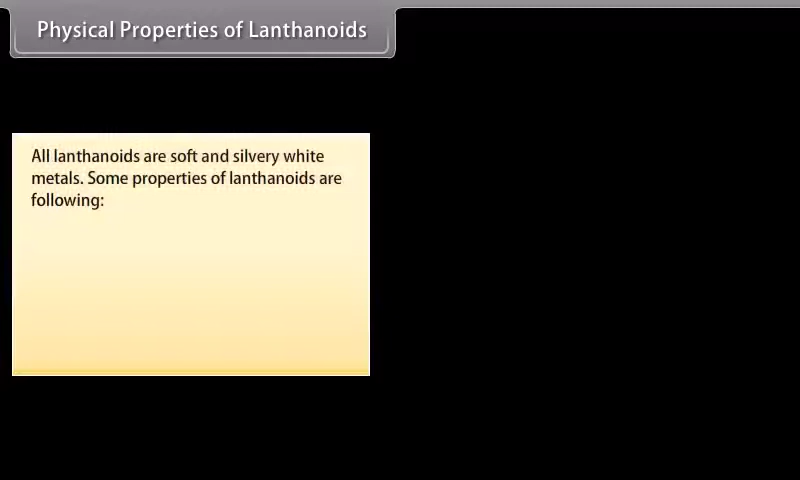 Physical Properties of Lanthanoids
All lanthanoids are soft and silvery white
metals. Some properties of lanthanoids are
following: